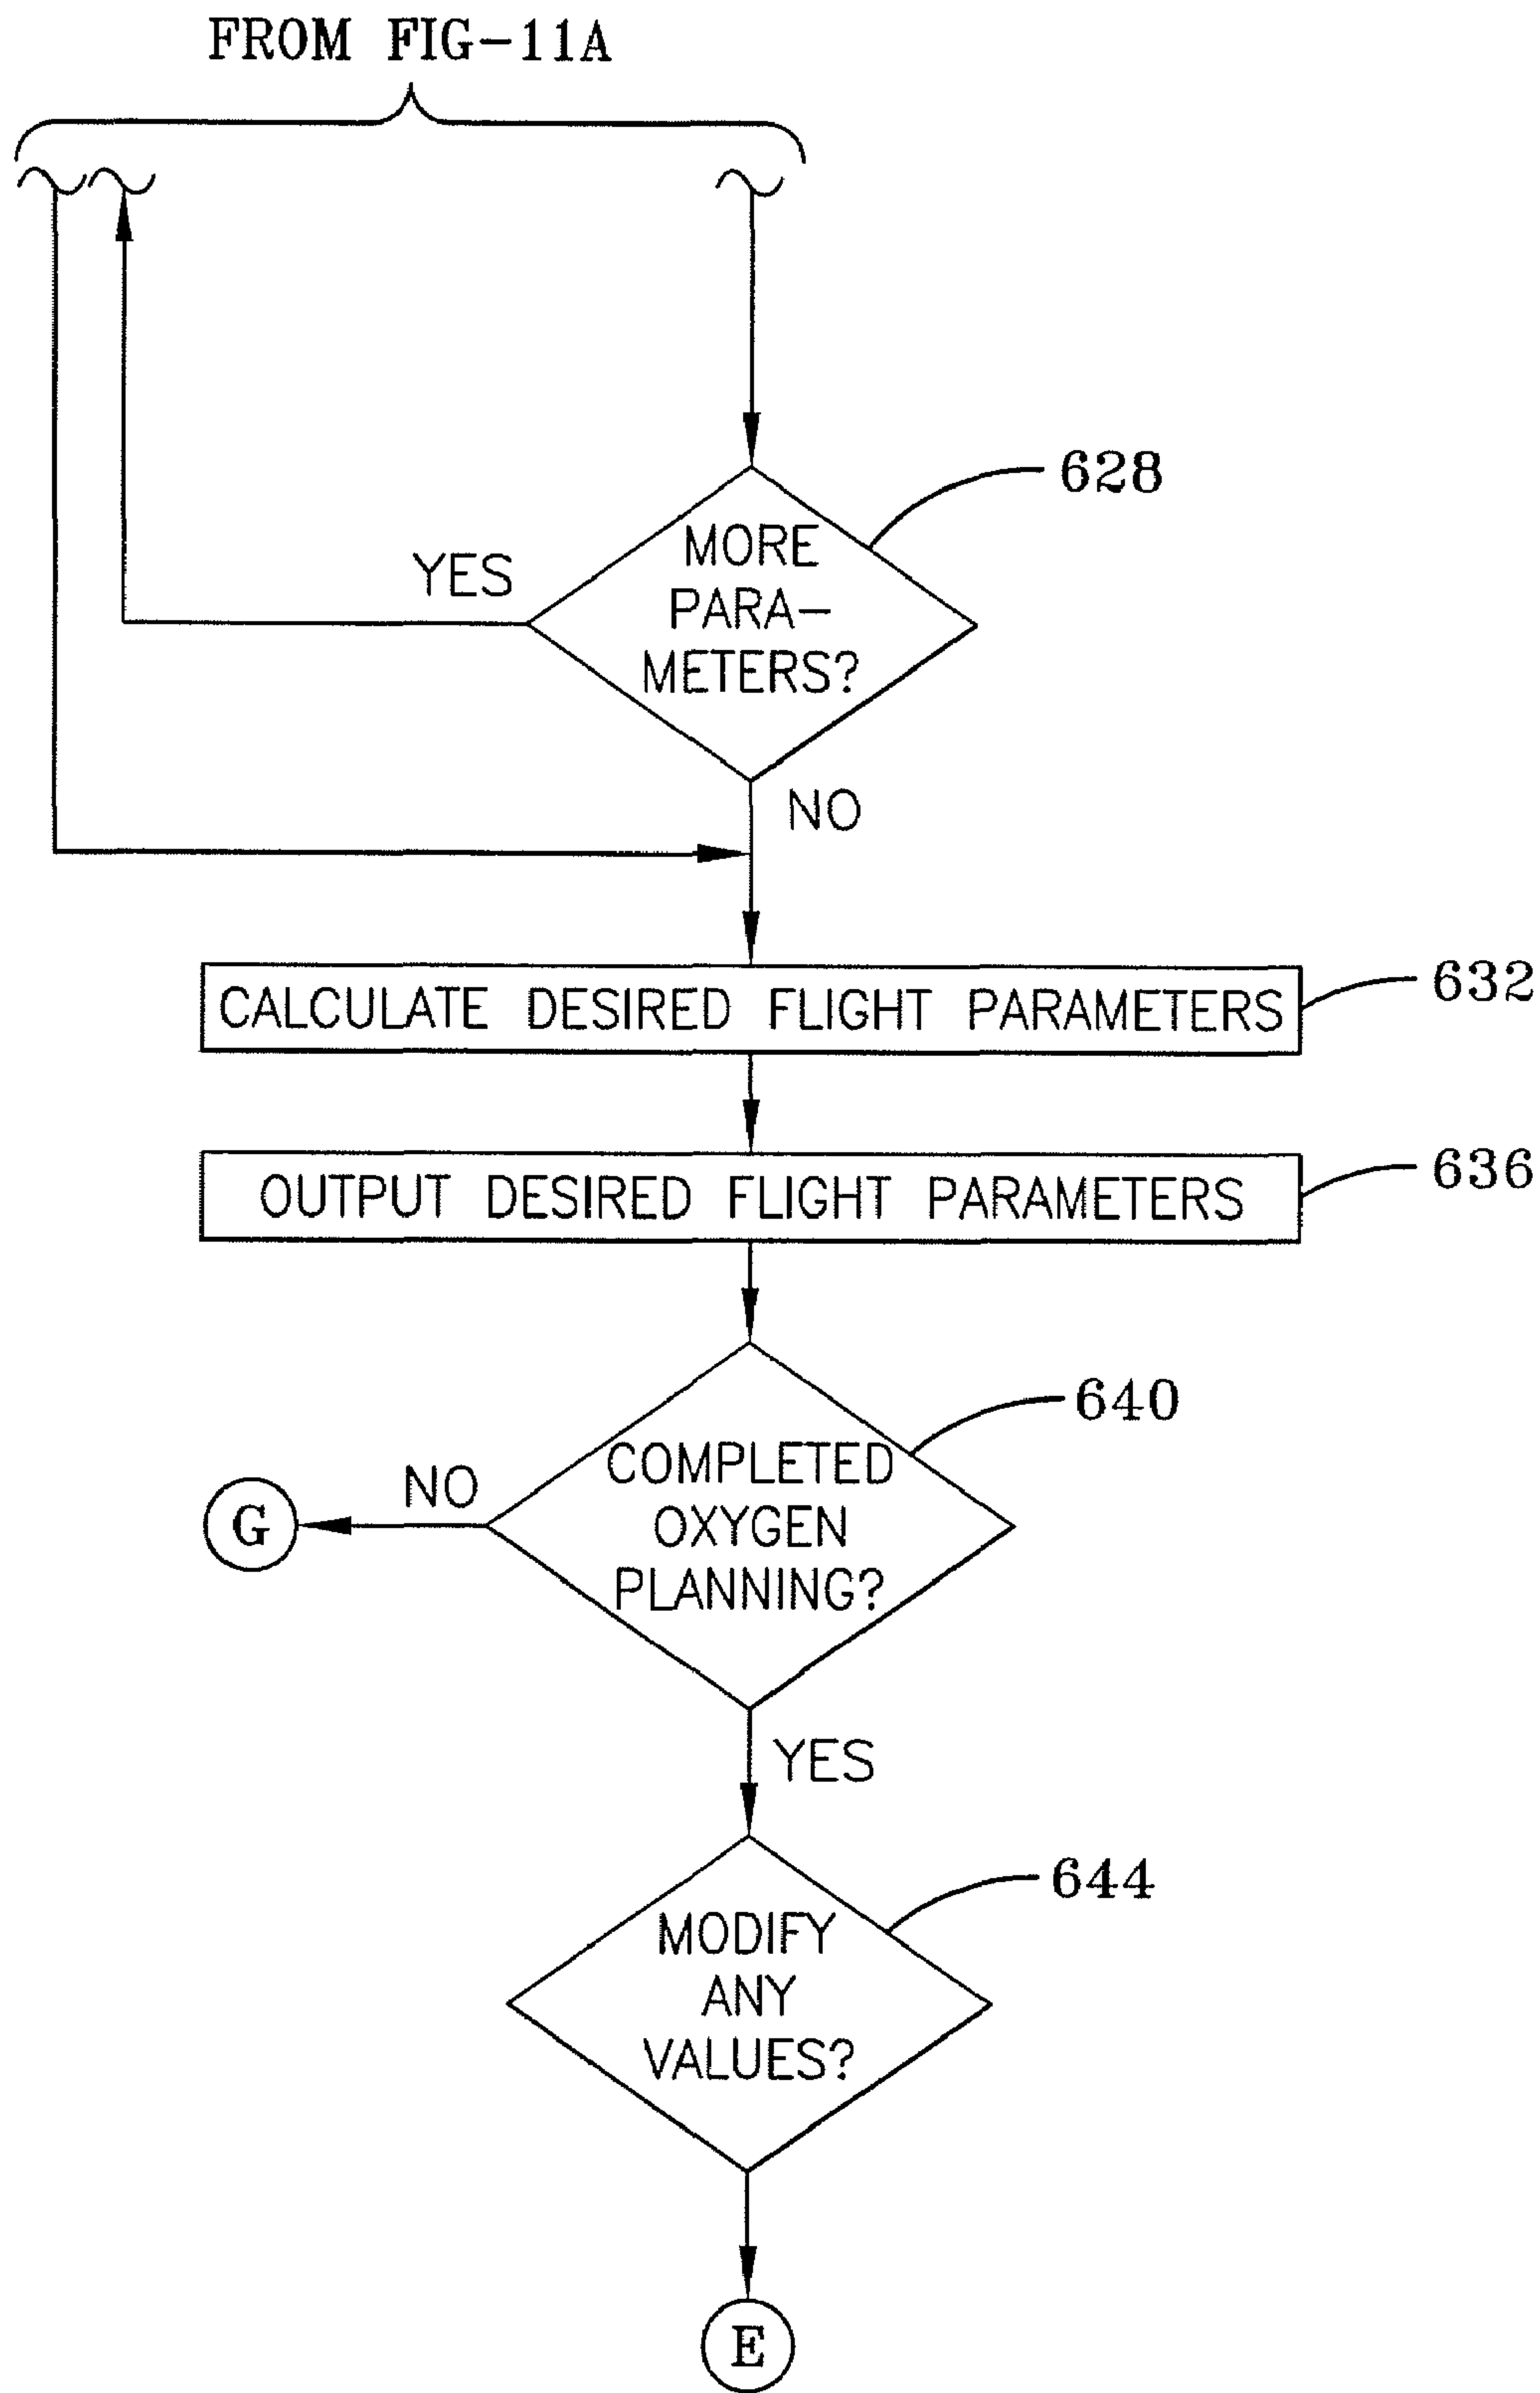 FROM FIG-11A
628
MORE
PARA-
METERS?
YES
NO
CALCULATE DESIRED FLIGHT PARAMETERS
632
OUTPUT DESIRED FLIGHT PARAMETERS
636
640
COMPLETED
OXYGEN
PLANNING?
NO
G
YES
644
MODIFY
ANY
VALUES?
E